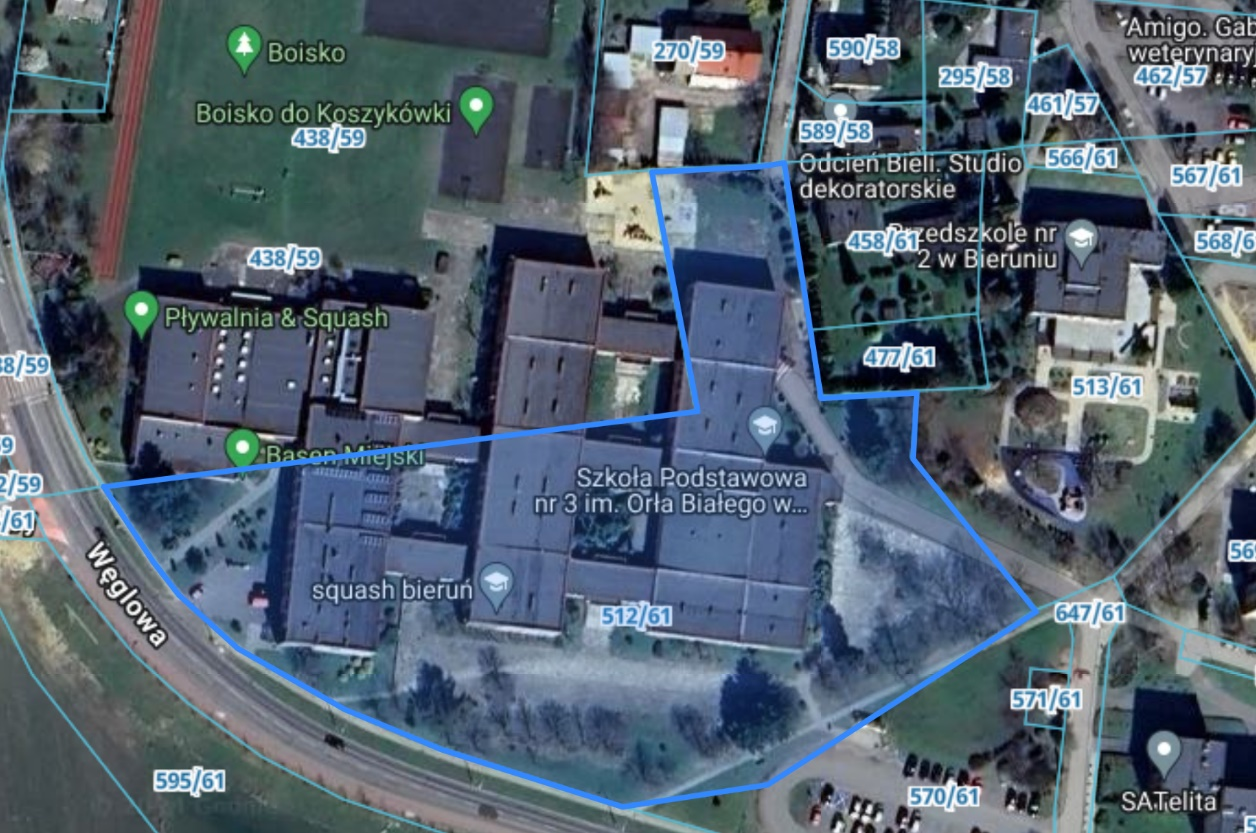 Amigo. Gab
weterynaryj
462/57
590/58
270/59
295/58
Boisko
461/57
Boisko do Koszykówki
438/59
589/58
566/61
Odcień Bieli. Studio
dekoratorskie
567/61
458/61
Przedszkole nr
2 w Bieruniu
568/6
438/59
Pływalnia & Squash
477/61
38/59
513/61
Basen Miejski
Szkoła Podstawowa
nr 3 im. Orła Białego w...
2/59
/61
Węglowa
squash bieruń
512/61
647/61
571/61
595/61
570/61
SATelita